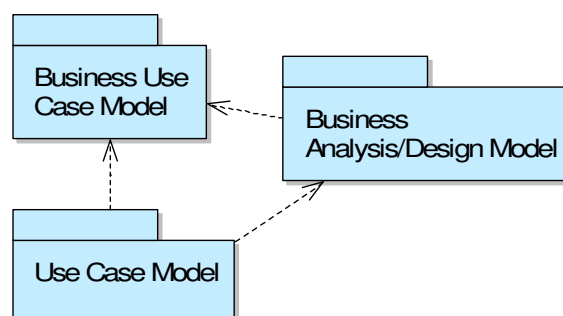 Business Use
Case Model
Business
Analysis/Design Model
Use Case Model